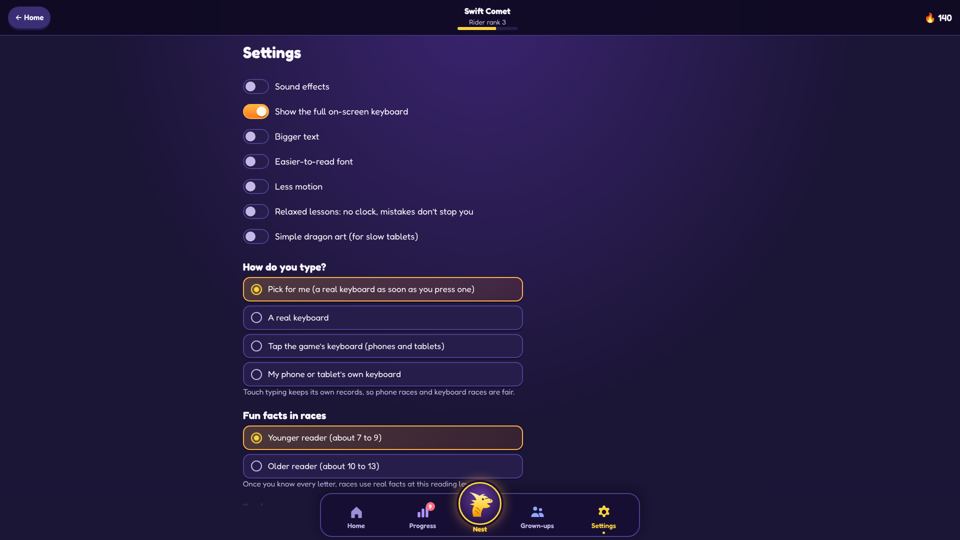 ← Home
Swift Comet
Rider rank 3
🔥 140
Settings
Sound effects
Show the full on-screen keyboard
Bigger text
Easier-to-read font
Less motion
Relaxed lessons: no clock, mistakes don't stop you
Simple dragon art (for slow tablets)
How do you type?
Pick for me (a real keyboard as soon as you press one)
A real keyboard
Tap the game's keyboard (phones and tablets)
My phone or tablet's own keyboard
Touch typing keeps its own records, so phone races and keyboard races are fair.
Fun facts in races
Younger reader (about 7 to 9)
Older reader (about 10 to 13)
Once you know every letter, races use real facts at this reading
Home
Progress
Nest
Grown-ups
Settings